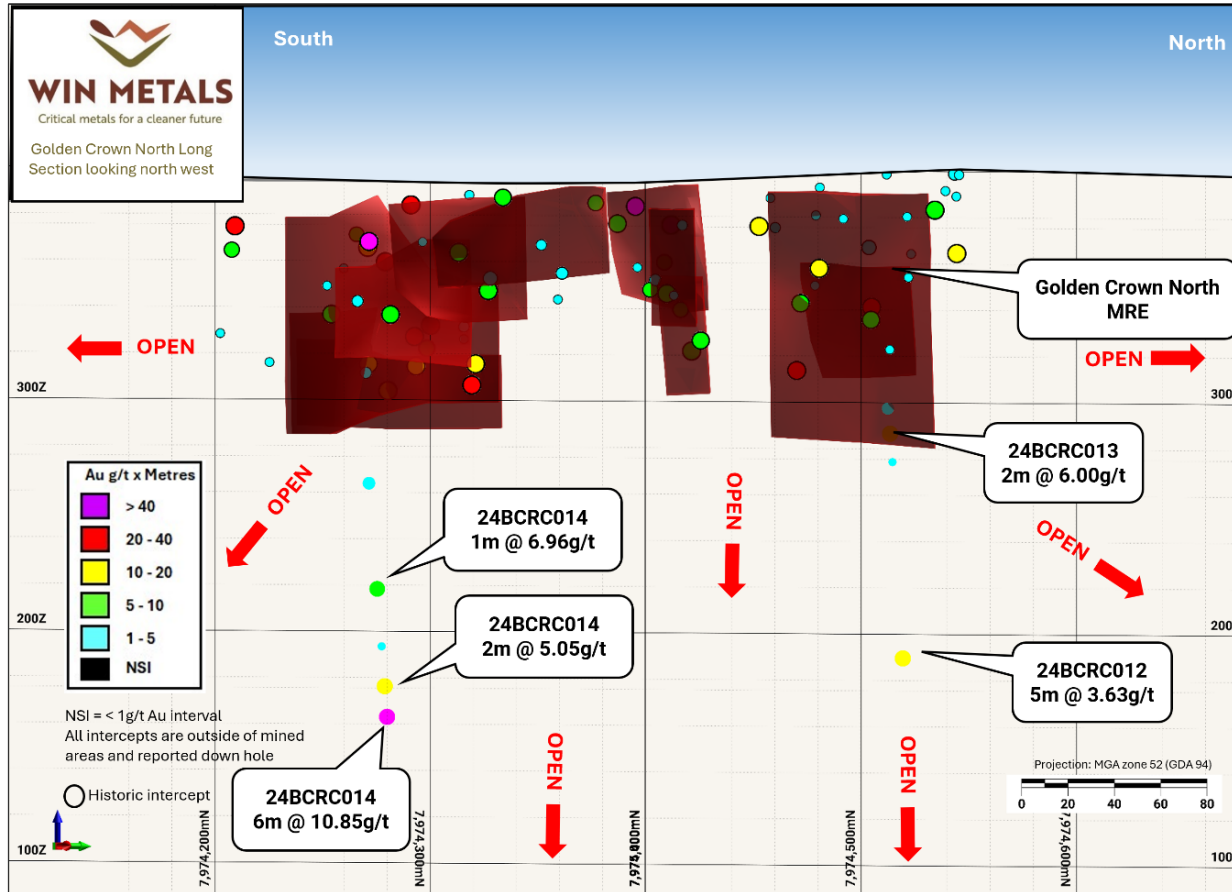 South
North
WIN METALS
Critical metals for a cleaner future
Golden Crown North Long
Section looking north west
Golden Crown North
MRE
OPEN
OPEN
300Z
300
24BCRC013
2m @ 6.00g/t
Au g/t x Metres
> 40
20 - 40
10 - 20
5 - 10
1 - 5
NSI
OPEN
OPEN
OPEN
24BCRC014
1m @ 6.96g/t
200Z
200
24BCRC014
2m @ 5.05g/t
24BCRC012
5m @ 3.63g/t
NSI = < 1g/t Au interval
All intercepts are outside of mined
areas and reported down hole
Historic intercept
24BCRC014
6m @ 10.85g/t
OPEN
OPEN
Projection: MGA zone 52 (GDA 94)
0 20 40 60 80
7,974,200mN
7,974,300mN
7,974,500mN
7,974,600mN
100Z
100